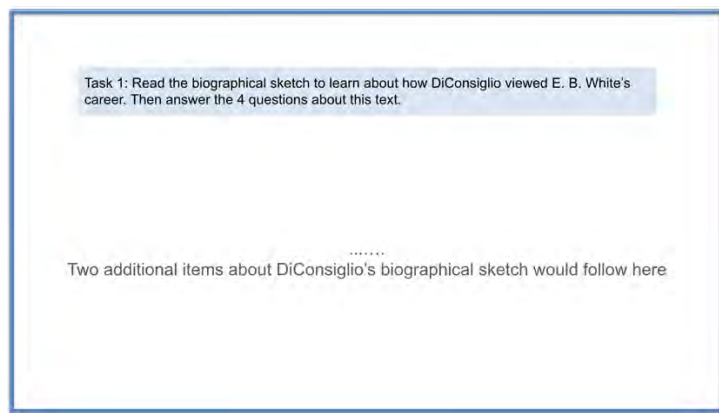 Task 1: Read the biographical sketch to learn about how DiConsiglio viewed E. B. White's
career. Then answer the 4 questions about this text.
.......
Two additional items about DiConsiglio's biographical sketch would follow here